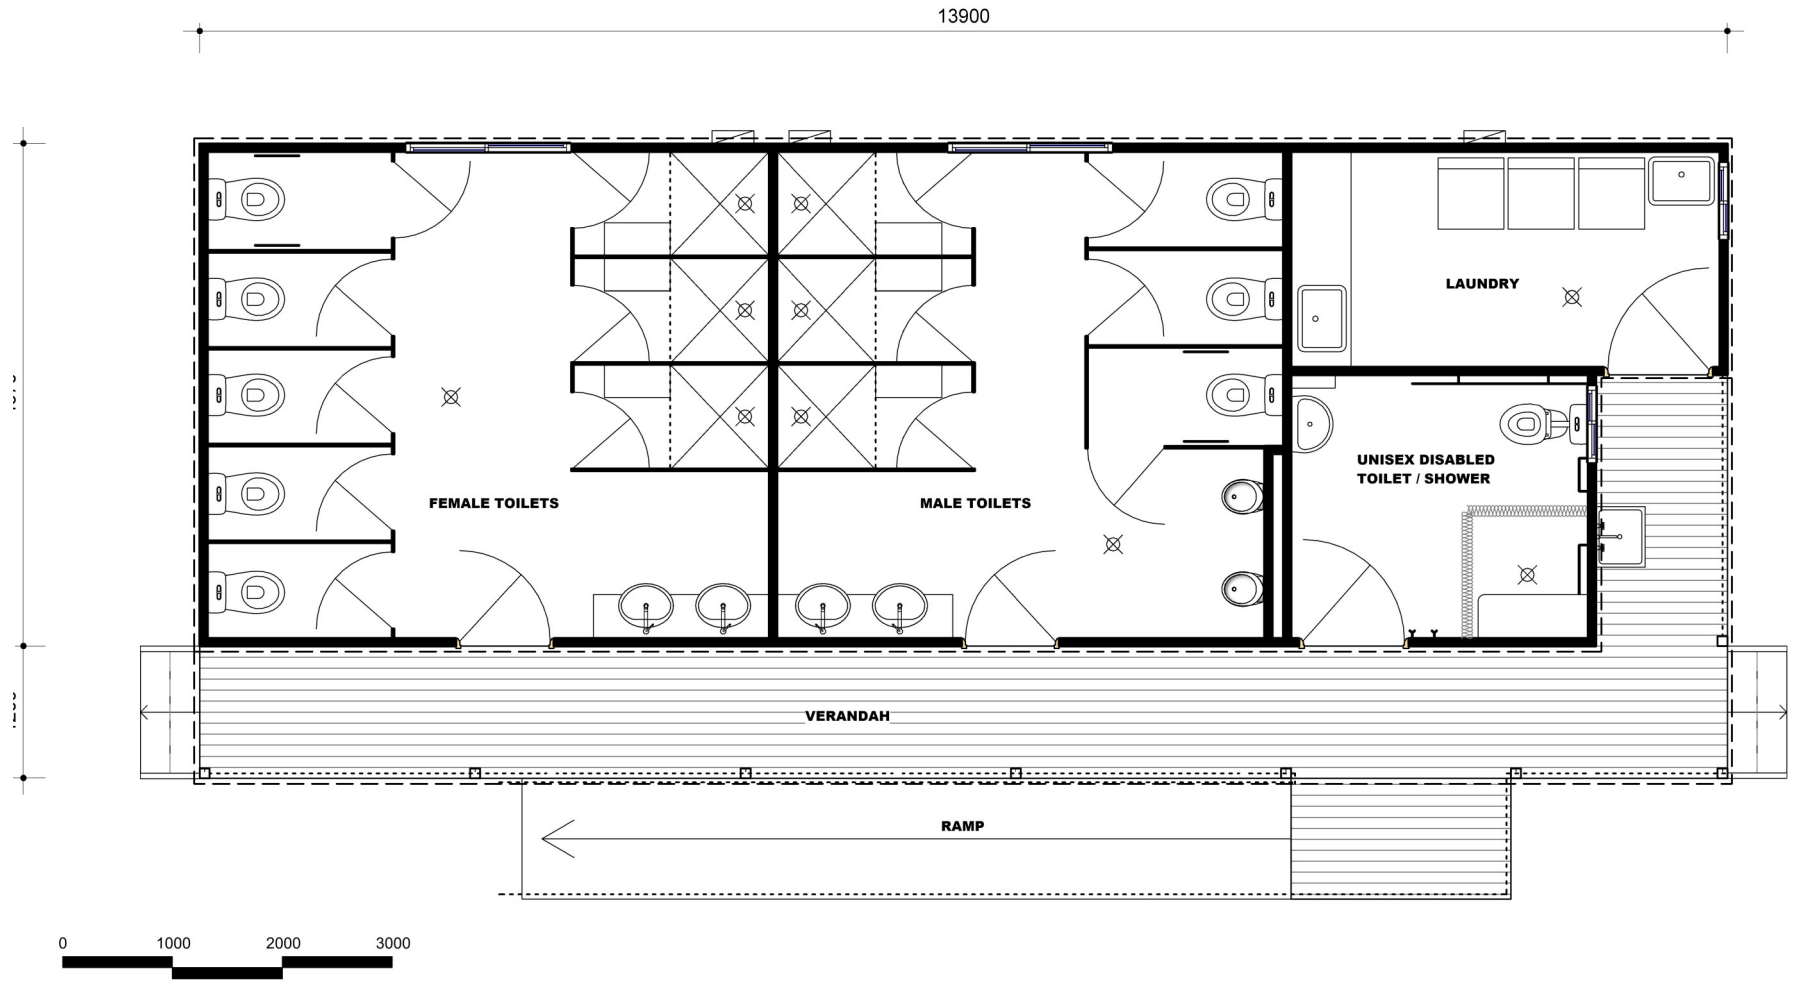 13900
LAUNDRY
UNISEX DISABLED
TOILET / SHOWER
FEMALE TOILETS
MALE TOILETS
VERANDAH
RAMP
0 1000 2000 3000